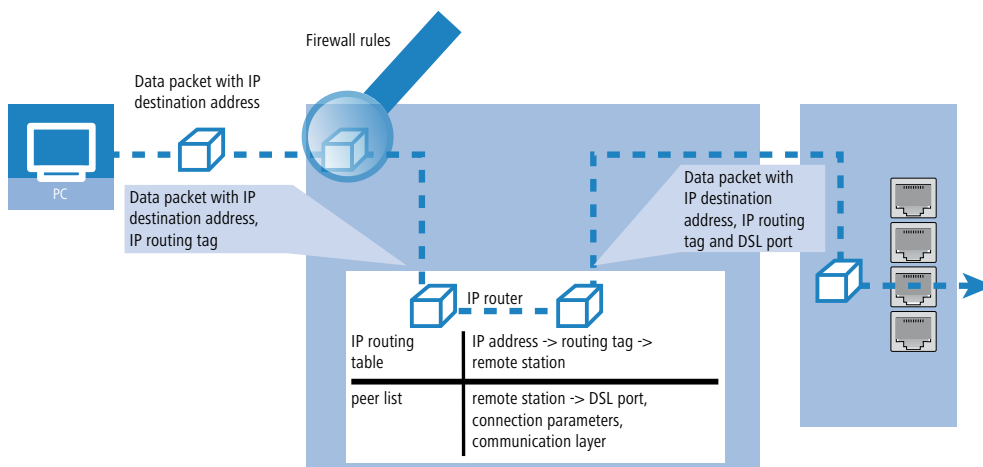 Firewall rules
Data packet with IP
destination address
PC
Data packet with IP
destination address,
IP routing tag
Data packet with
IP destination
address, IP routing
tag and DSL port
IP router
IP routing
table
IP address -> routing tag ->
remote station
peer list
remote station -> DSL port,
connection parameters,
communication layer